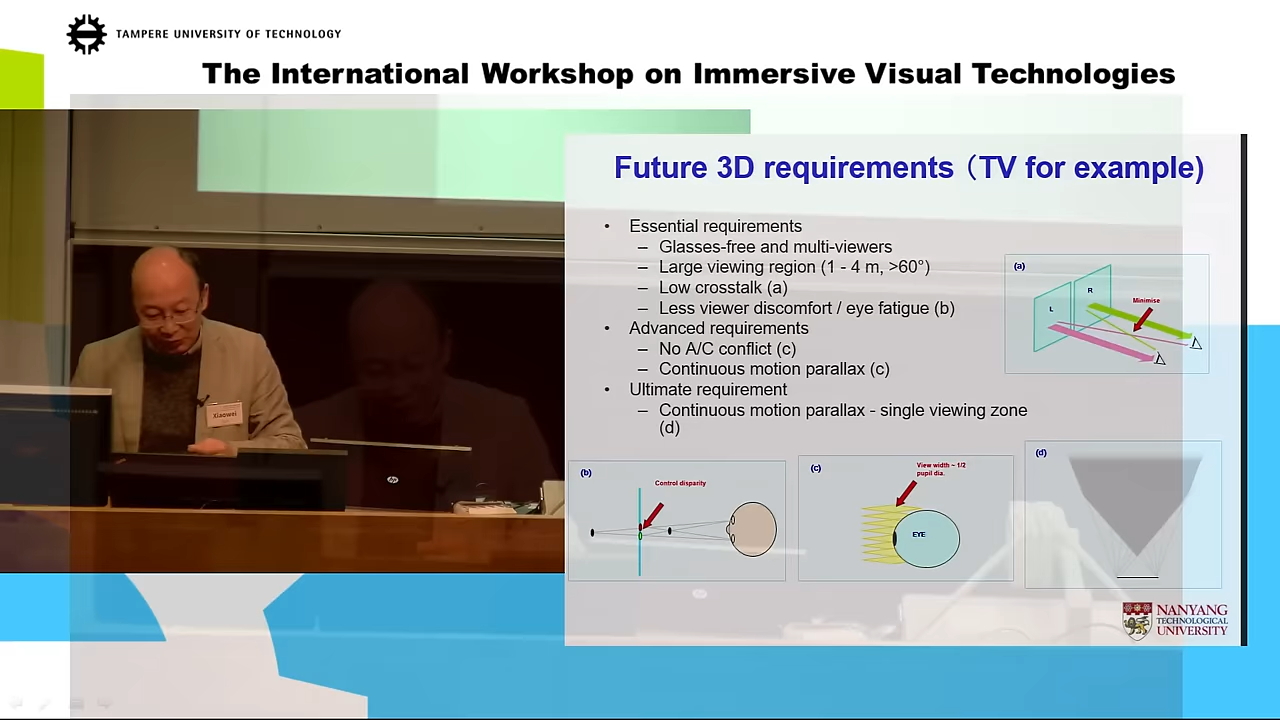 TAMPERE UNIVERSITY OF TECHNOLOGY
The International Workshop on Immersive Visual Technologies
Future 3D requirements（TV for example)
• Essential requirements
– Glasses-free and multi-viewers
– Large viewing region (1 - 4 m, >60°)
– Low crosstalk (a)
– Less viewer discomfort / eye fatigue (b)
• Advanced requirements
– No A/C conflict (c)
– Continuous motion parallax (c)
• Ultimate requirement
– Continuous motion parallax - single viewing zone
(d)
(a)
R
L
Minimise
(b)
Control disparity
(c)
View width ~ 1/2
pupil dia.
EYE
(d)
Xiaowei
hp
NANYANG
TECHNOLOGICAL
UNIVERSITY